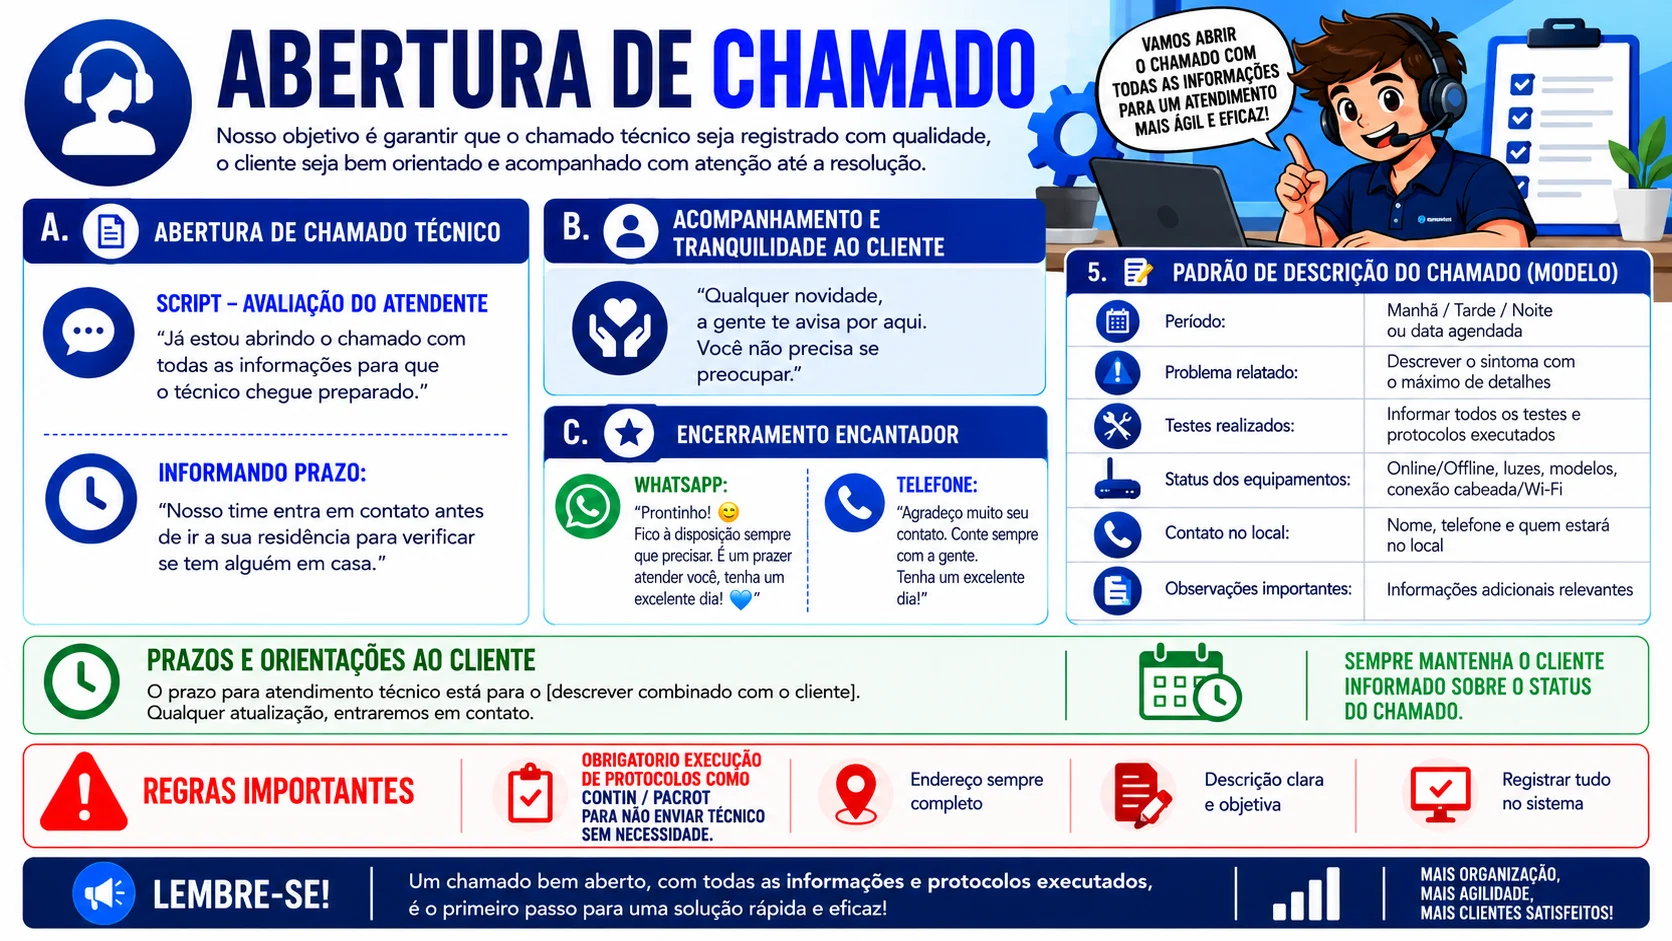 ABERTURA DE CHAMADO
Nosso objetivo é garantir que o chamado técnico seja registrado com qualidade,
o cliente seja bem orientado e acompanhado com atenção até a resolução.
VAMOS ABRIR
O CHAMADO COM
TODAS AS INFORMAÇÕES
PARA UM ATENDIMENTO
MAIS ÁGIL E EFICAZ!
A. ABERTURA DE CHAMADO TÉCNICO
SCRIPT – AVALIAÇÃO DO ATENDENTE
“Já estou abrindo o chamado com
todas as informações para que
o técnico chegue preparado.”
INFORMANDO PRAZO:
“Nosso time entra em contato antes
de ir a sua residência para verificar
se tem alguém em casa.”
B. ACOMPANHAMENTO E
TRANQUILIDADE AO CLIENTE
“Qualquer novidade,
a gente te avisa por aqui.
Você não precisa se
preocupar.”
C. ENCERRAMENTO ENCANTADOR
WHATSAPP:
“Prontinho! 😊
Fico à disposição sempre
que precisar. É um prazer
atender você, tenha um
excelente dia! 💙”
TELEFONE:
“Agradeço muito seu
contato. Conte sempre
com a gente.
Tenha um excelente
dia!”
5. PADRÃO DE DESCRIÇÃO DO CHAMADO (MODELO)
Período:
Manhã / Tarde / Noite
ou data agendada
Problema relatado:
Descrever o sintoma com
o máximo de detalhes
Testes realizados:
Informar todos os testes e
protocolos executados
Status dos equipamentos:
Online/Offline, luzes, modelos,
conexão cabeada/Wi-Fi
Contato no local:
Nome, telefone e quem estará
no local
Observações importantes:
Informações adicionais relevantes
PRAZOS E ORIENTAÇÕES AO CLIENTE
O prazo para atendimento técnico está para o [descrever combinado com o cliente].
Qualquer atualização, entraremos em contato.
SEMPRE MANTENHA O CLIENTE
INFORMADO SOBRE O STATUS
DO CHAMADO.
REGRAS IMPORTANTES
OBRIGATORIO EXECUÇÃO
DE PROTOCOLOS COMO
CONTIN / PACROT
PARA NÃO ENVIAR TÉCNICO
SEM NECESSIDADE.
Endereço sempre
completo
Descrição clara
e objetiva
Registrar tudo
no sistema
LEMBRE-SE!
Um chamado bem aberto, com todas as informações e protocolos executados,
é o primeiro passo para uma solução rápida e eficaz!
MAIS ORGANIZAÇÃO,
MAIS AGILIDADE,
MAIS CLIENTES SATISFEITOS!